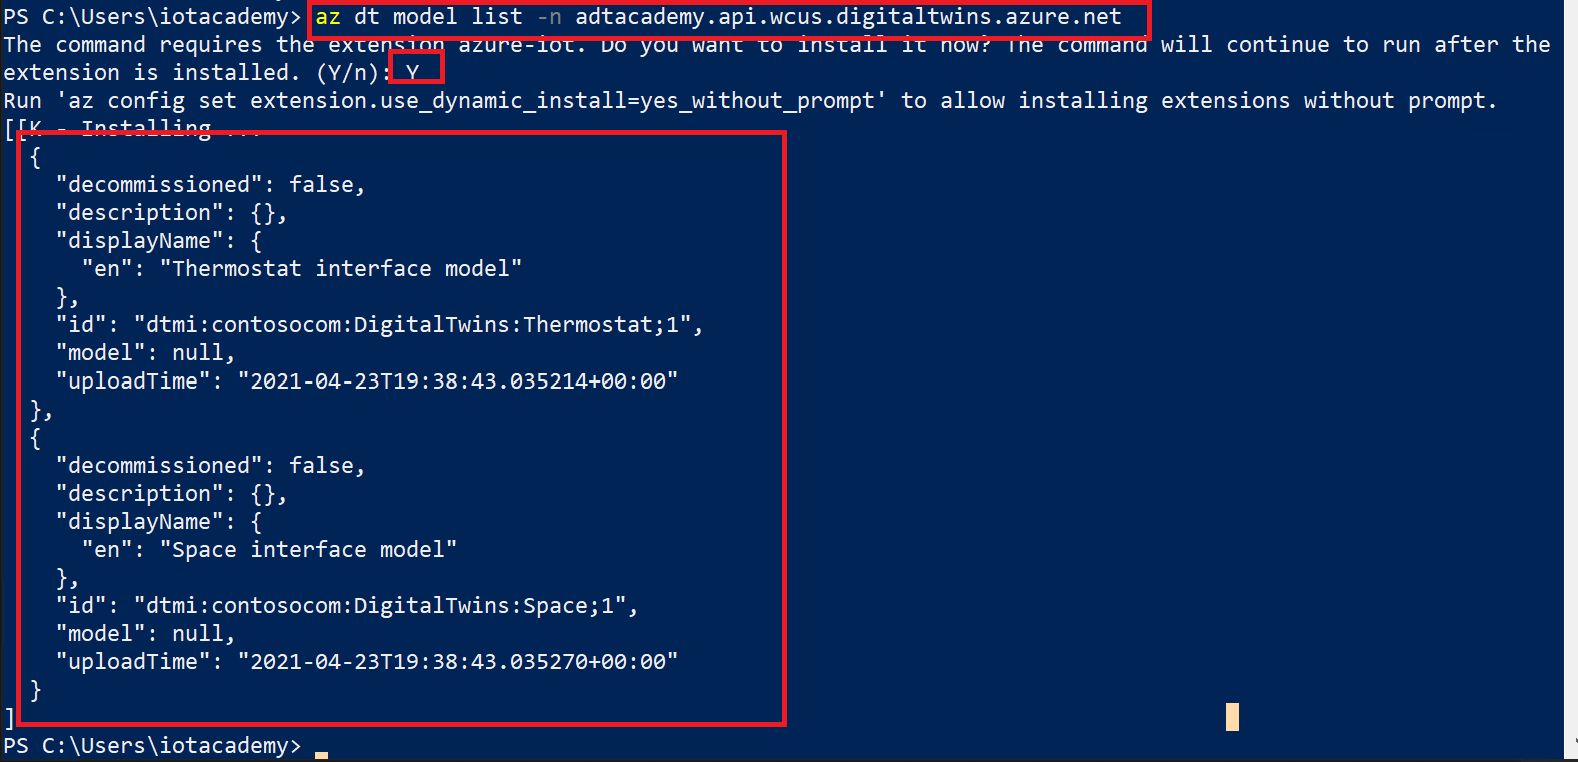 PS C:\Users\iotacademy> az dt model list -n adtacademy.api.wcus.digitaltwins.azure.net
The command requires the extension azure-iot. Do you want to install it now? The command will continue to run after the
extension is installed. (Y/n): Y
Run 'az config set extension.use_dynamic_install=yes_without_prompt' to allow installing extensions without prompt.
[[K - Installing ...
  {
    "decommissioned": false,
    "description": {},
    "displayName": {
      "en": "Thermostat interface model"
    },
    "id": "dtmi:contosocom:DigitalTwins:Thermostat;1",
    "model": null,
    "uploadTime": "2021-04-23T19:38:43.035214+00:00"
  },
  {
    "decommissioned": false,
    "description": {},
    "displayName": {
      "en": "Space interface model"
    },
    "id": "dtmi:contosocom:DigitalTwins:Space;1",
    "model": null,
    "uploadTime": "2021-04-23T19:38:43.035270+00:00"
  }
]
PS C:\Users\iotacademy>